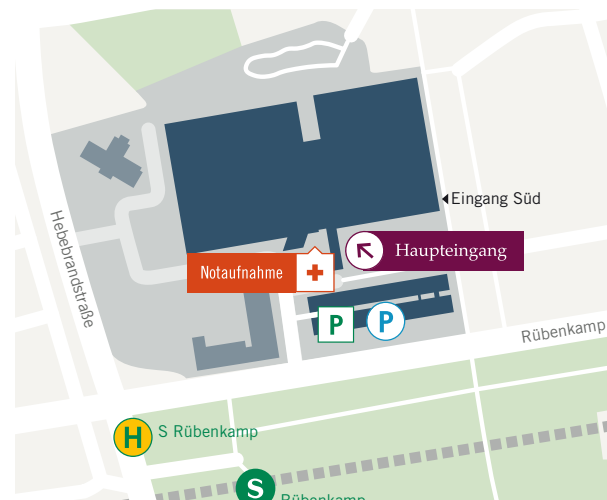 Eingang Süd
Haupteingang
Notaufnahme
Hebebrandstraße
P
P
Rübenkamp
H
S Rübenkamp
S
Rübenkamp